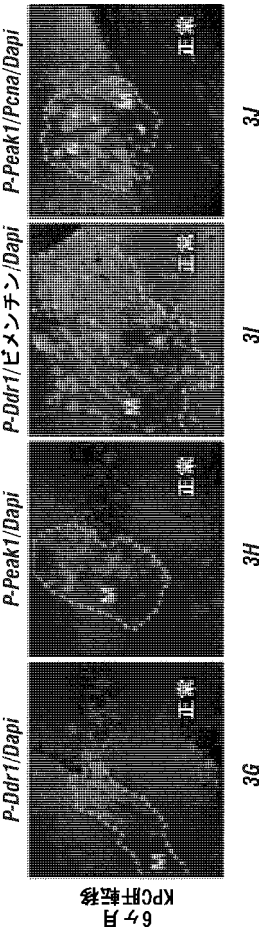 P-Ddr1/Dapi
P-Peak1/Dapi
P-Ddr1/ビメンチン/Dapi
P-Peak1/Pcna/Dapi
6ヶ月
KPC肝転移
M
正常
M
正常
M
正常
M
正常
3G
3H
3I
3J